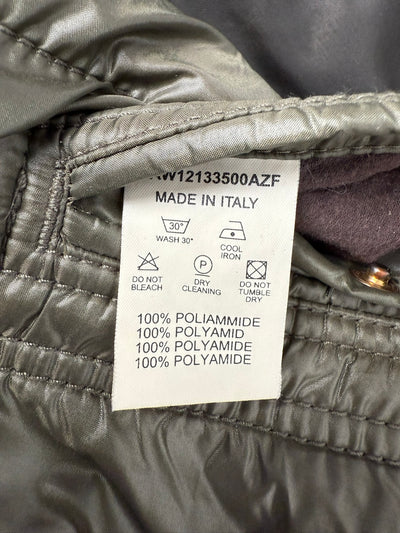 W12133500AZF
MADE IN ITALY
30°
WASH 30°
COOL
IRON
DO NOT
BLEACH
P
DRY
CLEANING
DO NOT
TUMBLE
DRY
100% POLIAMMIDE
100% POLYAMID
100% POLYAMIDE
100% POLYAMIDE